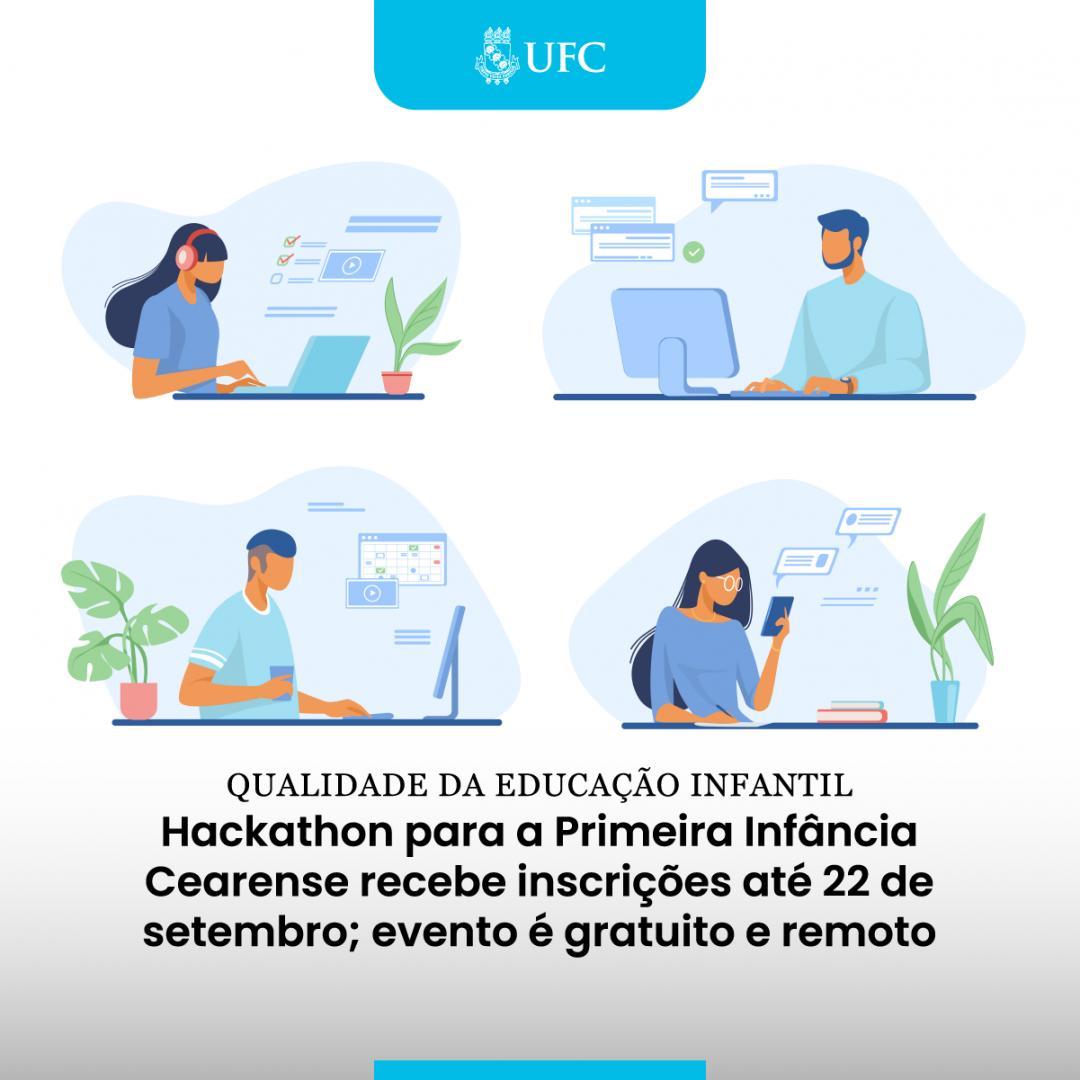 UFC
QUALIDADE DA EDUCAÇÃO INFANTIL
Hackathon para a Primeira Infância
Cearense recebe inscrições até 22 de
setembro; evento é gratuito e remoto